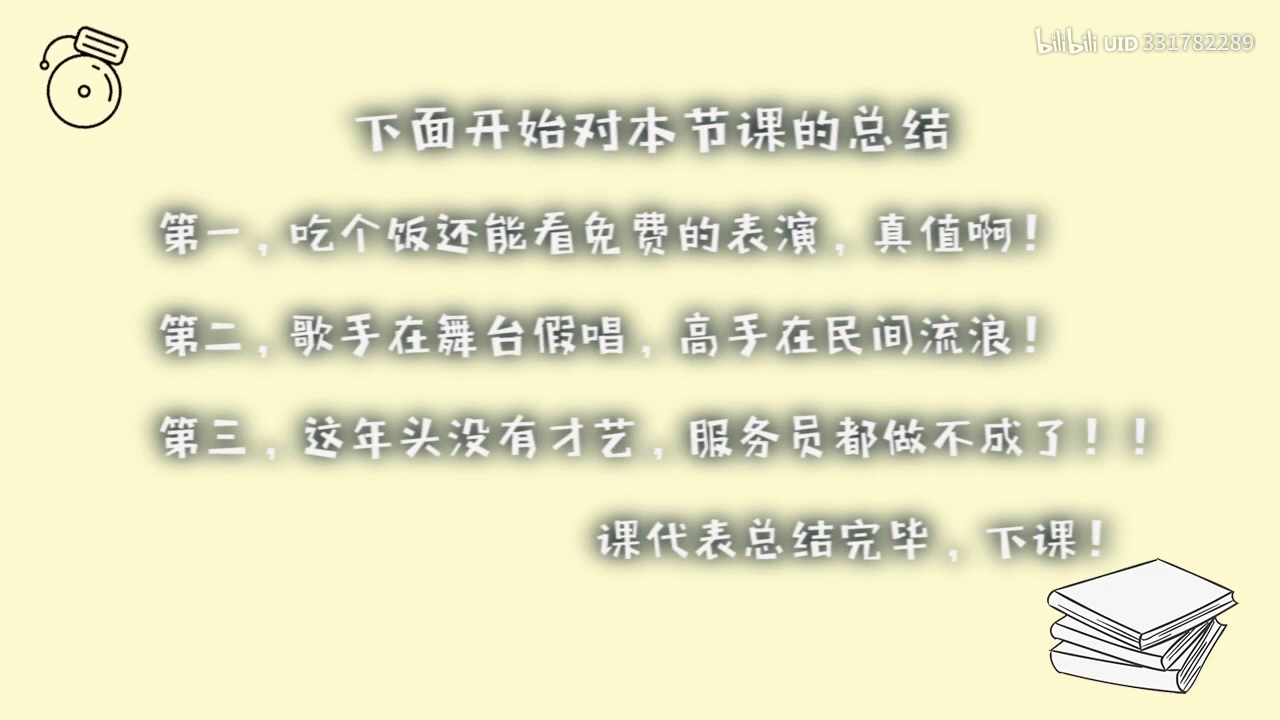 bilibili UID 331782289
下面开始对本节课的总结
第一，吃个饭还能看免费的表演，真值啊！
第二，歌手在舞台假唱，高手在民间流浪！
第三，这年头没有才艺，服务员都做不成了！！
课代表总结完毕，下课！